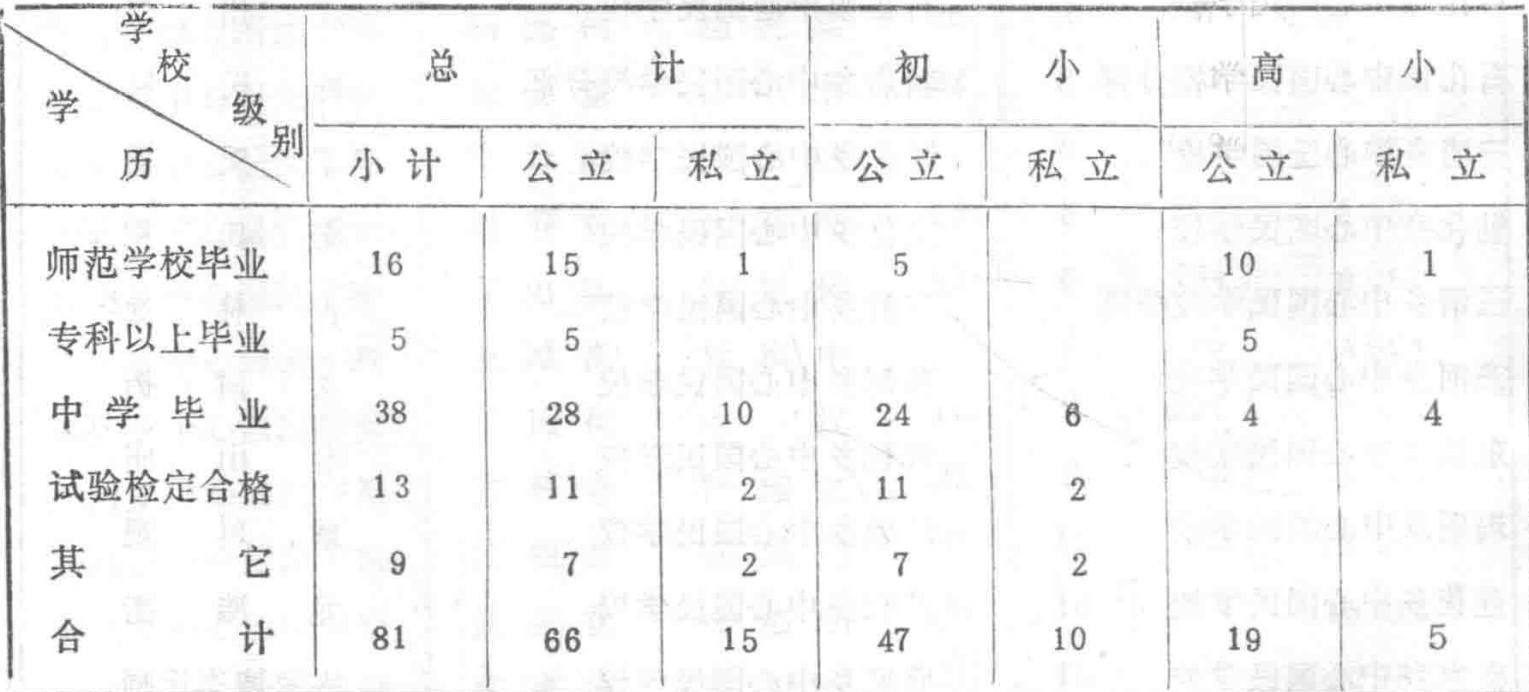 学校级别 学历 总计 初小 高小
小计 公立 私立 公立 私立 公立 私立
师范学校毕业 16 15 1 5 10 1
专科以上毕业 5 5 5
中学毕业 38 28 10 24 6 4 4
试验检定合格 13 11 2 11 2
其它 9 7 2 7 2
合计 81 66 15 47 10 19 5